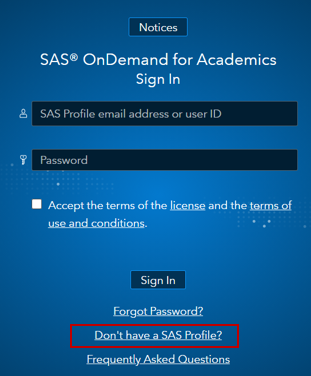 Notices
SAS® OnDemand for Academics
Sign In
SAS Profile email address or user ID
Password
Accept the terms of the license and the terms of
use and conditions.
Sign In
Forgot Password?
Don't have a SAS Profile?
Frequently Asked Questions